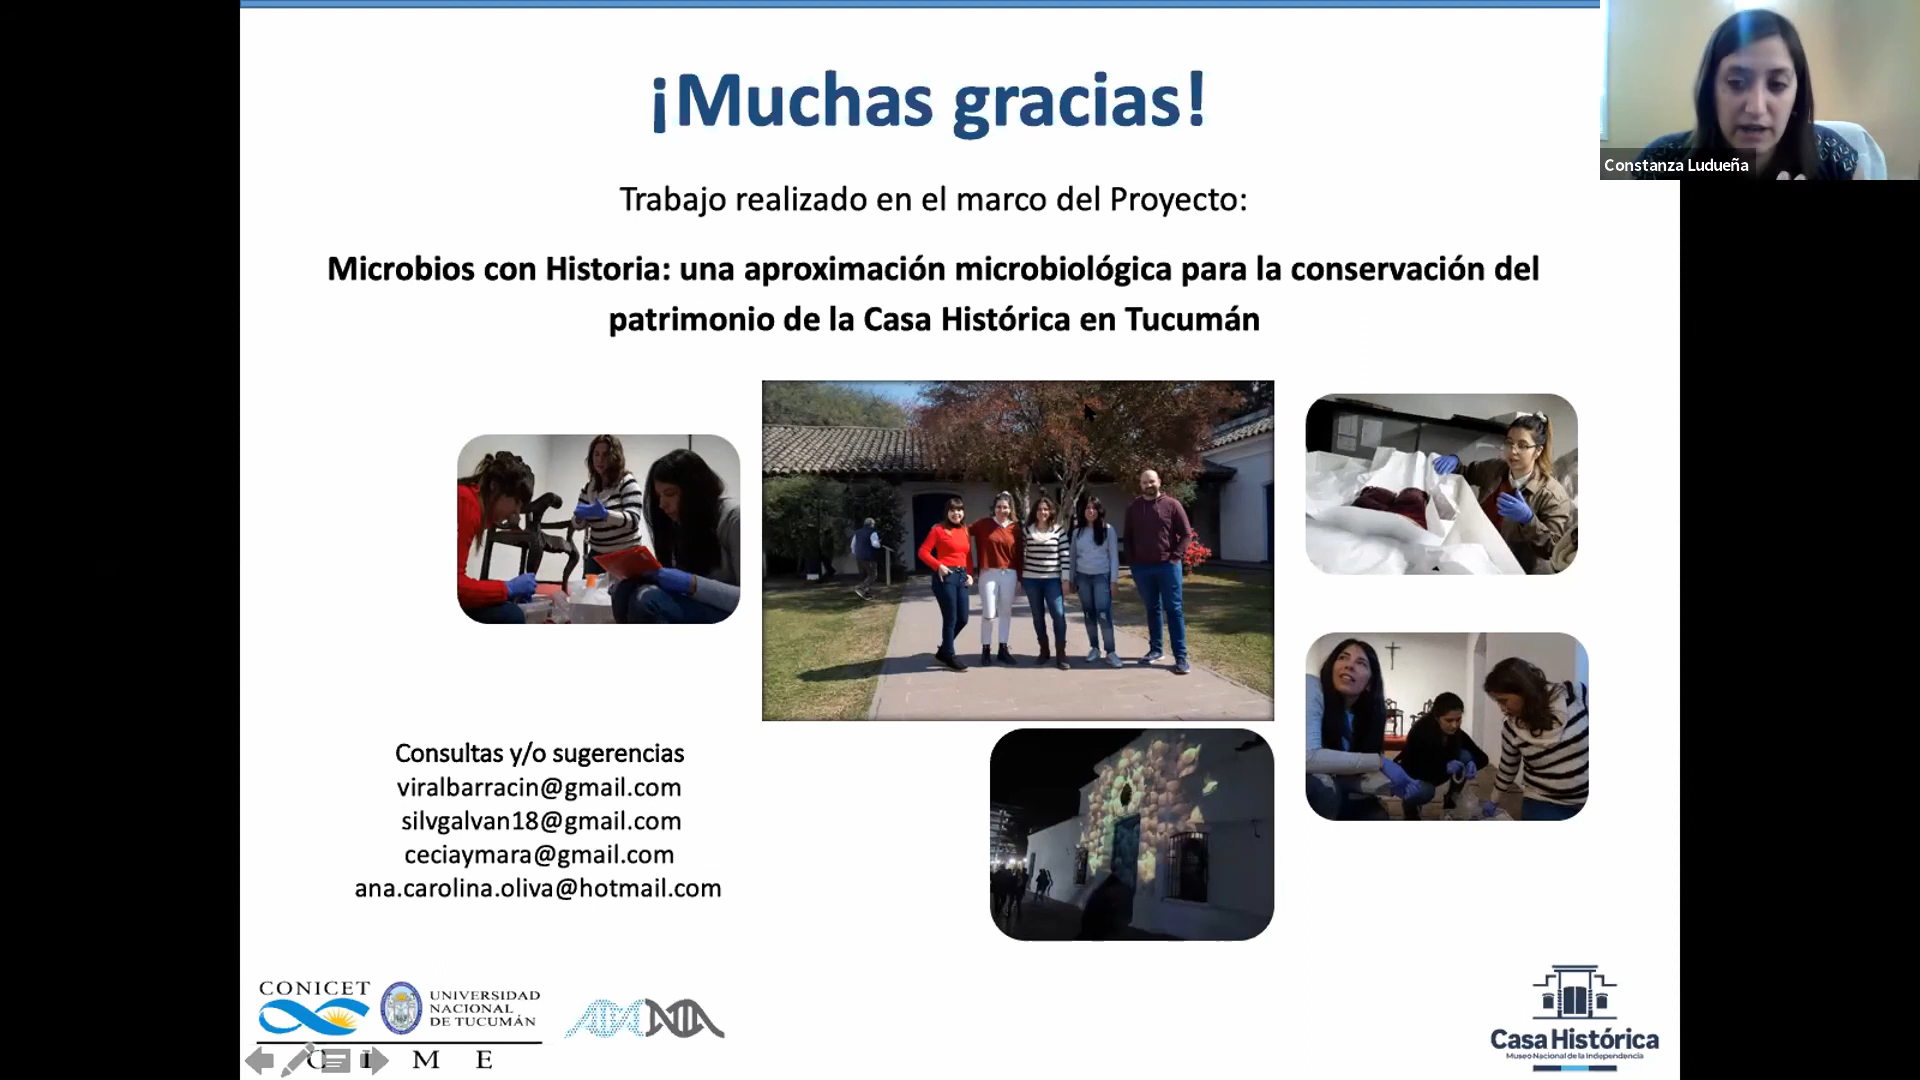 ¡Muchas gracias!
Constanza Ludueña
Trabajo realizado en el marco del Proyecto:
Microbios con Historia: una aproximación microbiológica para la conservación del
patrimonio de la Casa Histórica en Tucumán
Consultas y/o sugerencias
viralbarracin@gmail.com
silvgalvan18@gmail.com
ceciaymara@gmail.com
ana.carolina.oliva@hotmail.com
CONICET
UNIVERSIDAD
NACIONAL
DE TUCUMÁN
C I M E
Casa Histórica
Museo Nacional de la Independencia